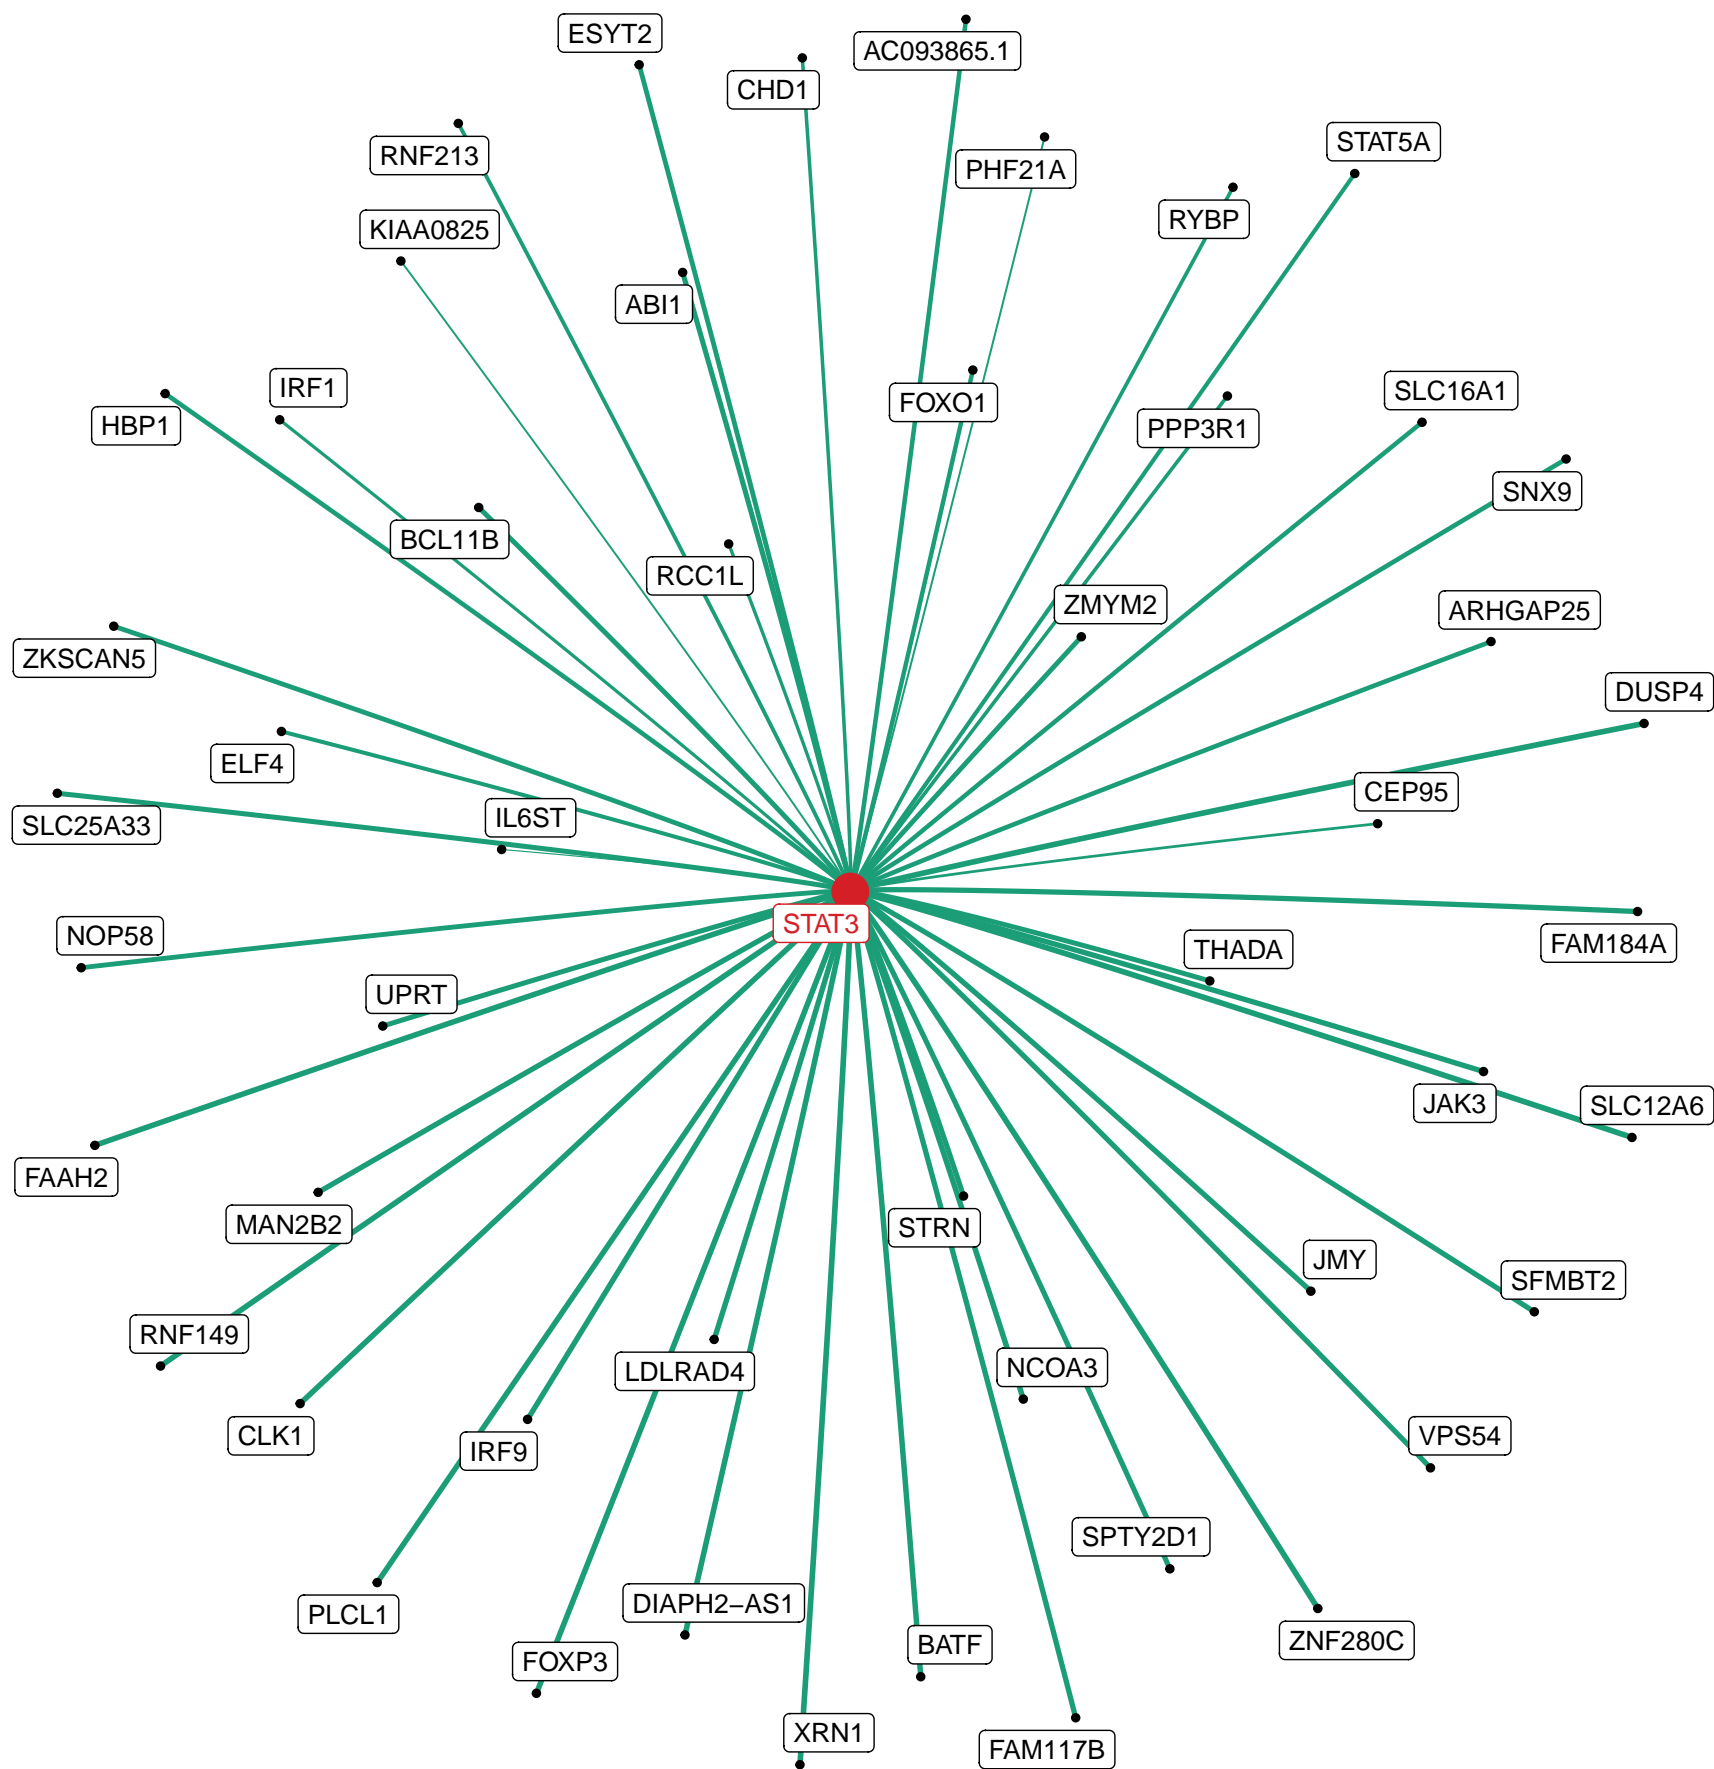 ESYT2
AC093865.1
CHD1
STAT5A
RNF213
PHF21A
RYBP
KIAA0825
ABI1
IRF1
SLC16A1
FOXO1
HBP1
PPP3R1
SNX9
BCL11B
RCC1L
ZMYM2
ARHGAP25
ZKSCAN5
DUSP4
ELF4
CEP95
IL6ST
SLC25A33
STAT3
NOP58
FAM184A
THADA
UPRT
JAK3
SLC12A6
FAAH2
MAN2B2
STRN
JMY
SFMBT2
RNF149
NCOA3
LDLRAD4
CLK1
VPS54
IRF9
SPTY2D1
DIAPH2−AS1
PLCL1
ZNF280C
BATF
FOXP3
XRN1
FAM117B